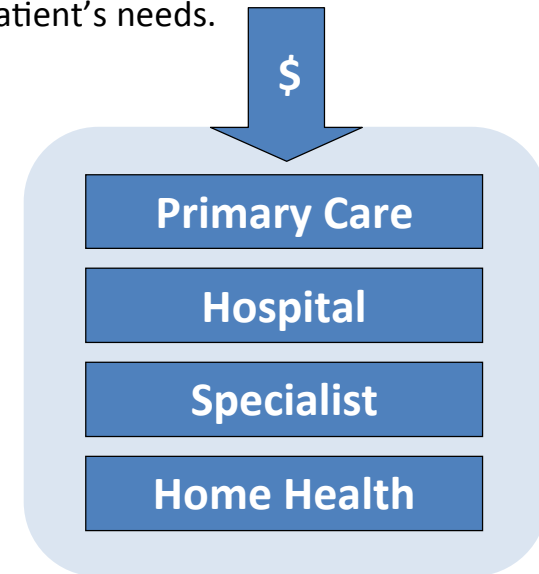 atient’s needs.
$
Primary Care
Hospital
Specialist
Home Health